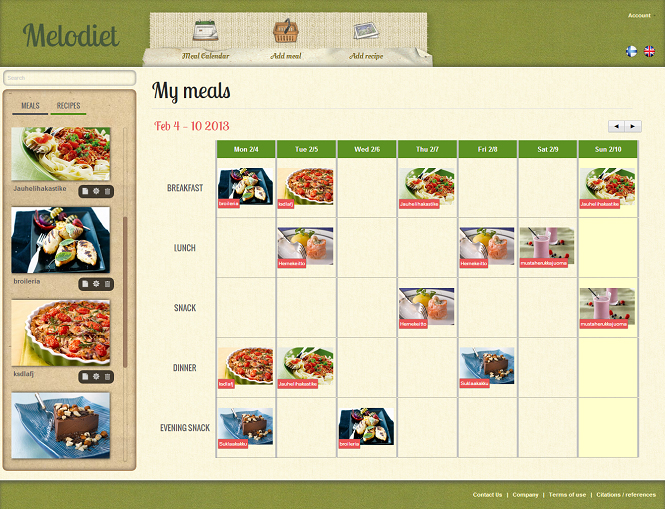 Melodiet
Meal Calendar
Add meal
Add recipe
Account
Search
MEALS RECIPES
Jauhelihakastike
broileria
ksdlafj
My meals
Feb 4 - 10 2013
Mon 2/4 Tue 2/5 Wed 2/6 Thu 2/7 Fri 2/8 Sat 2/9 Sun 2/10
BREAKFAST
broileria ksdlafj Jauhelihakastike Jauhelihakastike
LUNCH
Hernekeitto Hernekeitto mustaherukkajuoma
SNACK
Hernekeitto mustaherukkajuoma
DINNER
ksdlafj Jauhelihakastike Suklaakakku
EVENING SNACK
Suklaakakku broileria
Contact Us | Company | Terms of use | Citations / references